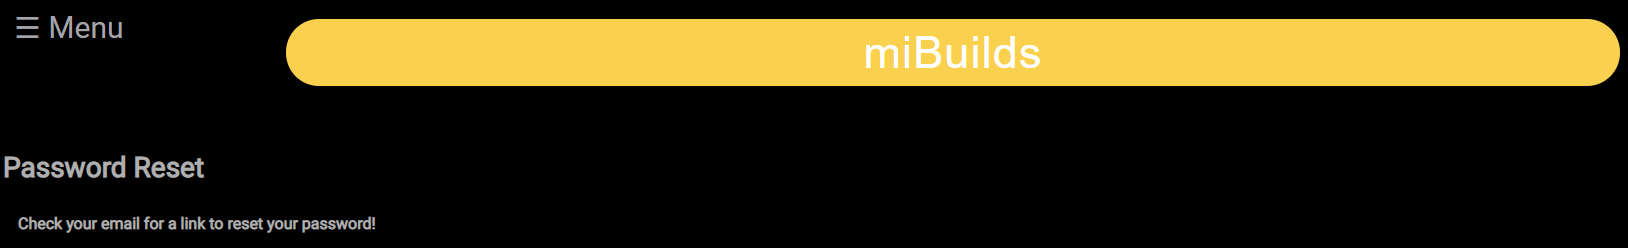 ☰ Menu
miBuilds
Password Reset
Check your email for a link to reset your password!